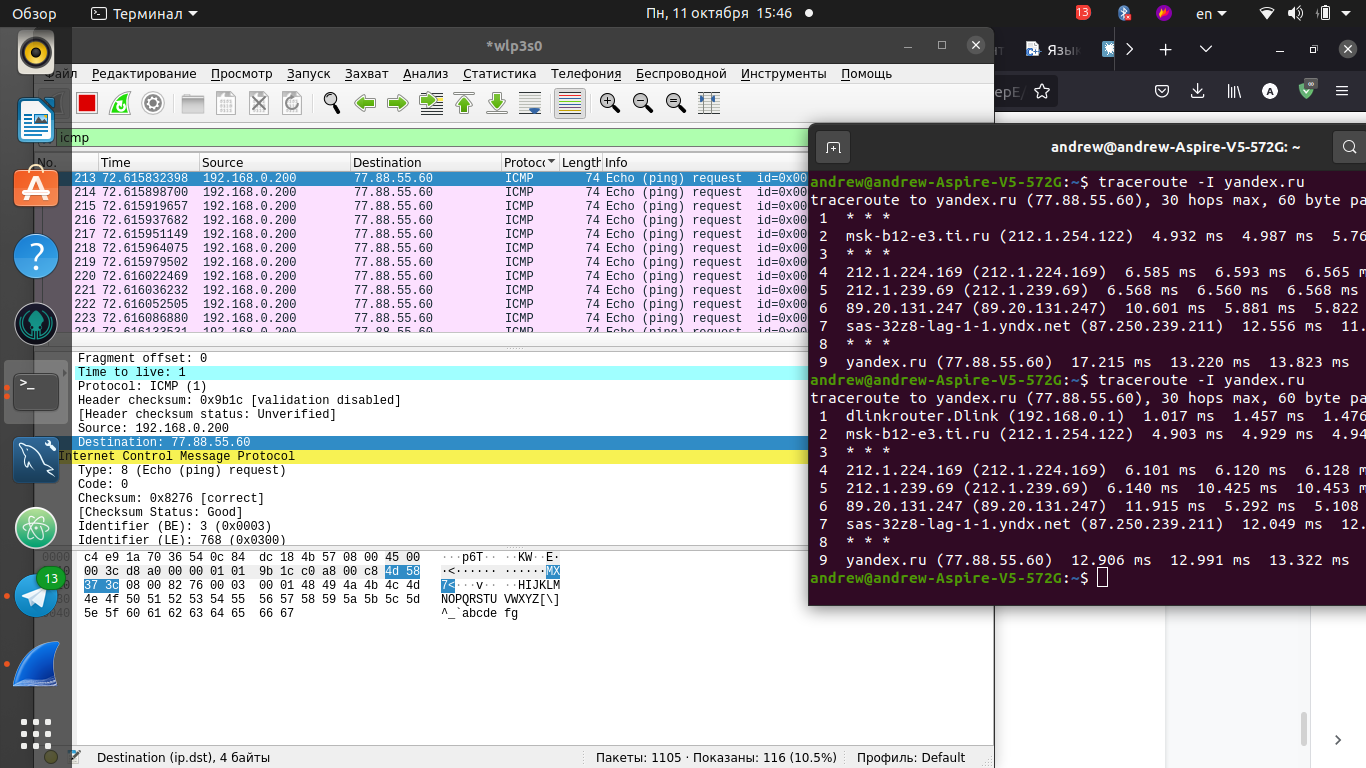 Обзор
Терминал
Пн, 11 октября 15:46
13
en
*wlp3s0
Файл Редактирование Просмотр Запуск Захват Анализ Статистика Телефония Беспроводной Инструменты Помощь
icmp
No. Time Source Destination Protoc Length Info
213 72.615832398 192.168.0.200 77.88.55.60 ICMP 74 Echo (ping) request id=0x00
214 72.615898700 192.168.0.200 77.88.55.60 ICMP 74 Echo (ping) request id=0x00
215 72.615919657 192.168.0.200 77.88.55.60 ICMP 74 Echo (ping) request id=0x00
216 72.615937682 192.168.0.200 77.88.55.60 ICMP 74 Echo (ping) request id=0x00
217 72.615951149 192.168.0.200 77.88.55.60 ICMP 74 Echo (ping) request id=0x00
218 72.615964075 192.168.0.200 77.88.55.60 ICMP 74 Echo (ping) request id=0x00
219 72.615979502 192.168.0.200 77.88.55.60 ICMP 74 Echo (ping) request id=0x00
220 72.616022469 192.168.0.200 77.88.55.60 ICMP 74 Echo (ping) request id=0x00
221 72.616036232 192.168.0.200 77.88.55.60 ICMP 74 Echo (ping) request id=0x00
222 72.616052505 192.168.0.200 77.88.55.60 ICMP 74 Echo (ping) request id=0x00
223 72.616086880 192.168.0.200 77.88.55.60 ICMP 74 Echo (ping) request id=0x00
224 72.616133531 192.168.0.200 77.88.55.60 ICMP 74 Echo (ping) request id=0x00
Fragment offset: 0
Time to live: 1
Protocol: ICMP (1)
Header checksum: 0x9b1c [validation disabled]
[Header checksum status: Unverified]
Source: 192.168.0.200
Destination: 77.88.55.60
Internet Control Message Protocol
Type: 8 (Echo (ping) request)
Code: 0
Checksum: 0x8276 [correct]
[Checksum Status: Good]
Identifier (BE): 3 (0x0003)
Identifier (LE): 768 (0x0300)
0000 c4 e9 1a 70 36 54 0c 84 dc 18 4b 57 08 00 45 00 ···p6T·· ··KW··E·
00 3c d8 a0 00 00 01 01 9b 1c c0 a8 00 c8 4d 58 ·<······ ······MX
37 3c 08 00 82 76 00 03 00 01 48 49 4a 4b 4c 4d 7<···v·· ··HIJKLM
4e 4f 50 51 52 53 54 55 56 57 58 59 5a 5b 5c 5d NOPQRSTU VWXYZ[\]
0040 5e 5f 60 61 62 63 64 65 66 67 ^_`abcde fg
13
Destination (ip.dst), 4 байты
Пакеты: 1105 · Показаны: 116 (10.5%)
Профиль: Default
Язык
epE/
andrew@andrew-Aspire-V5-572G: ~
andrew@andrew-Aspire-V5-572G:~$ traceroute -I yandex.ru
traceroute to yandex.ru (77.88.55.60), 30 hops max, 60 byte pa
1 * * *
2 msk-b12-e3.ti.ru (212.1.254.122) 4.932 ms 4.987 ms 5.76
3 * * *
4 212.1.224.169 (212.1.224.169) 6.585 ms 6.593 ms 6.565 m
5 212.1.239.69 (212.1.239.69) 6.568 ms 6.560 ms 6.568 ms
6 89.20.131.247 (89.20.131.247) 10.601 ms 5.881 ms 5.822
7 sas-32z8-lag-1-1.yndx.net (87.250.239.211) 12.556 ms 11.
8 * * *
9 yandex.ru (77.88.55.60) 17.215 ms 13.220 ms 13.823 ms
andrew@andrew-Aspire-V5-572G:~$ traceroute -I yandex.ru
traceroute to yandex.ru (77.88.55.60), 30 hops max, 60 byte pa
1 dlinkrouter.Dlink (192.168.0.1) 1.017 ms 1.457 ms 1.476
2 msk-b12-e3.ti.ru (212.1.254.122) 4.903 ms 4.929 ms 4.94
3 * * *
4 212.1.224.169 (212.1.224.169) 6.101 ms 6.120 ms 6.128 m
5 212.1.239.69 (212.1.239.69) 6.140 ms 10.425 ms 10.453 m
6 89.20.131.247 (89.20.131.247) 11.915 ms 5.292 ms 5.108
7 sas-32z8-lag-1-1.yndx.net (87.250.239.211) 12.049 ms 12.
8 * * *
9 yandex.ru (77.88.55.60) 12.906 ms 12.991 ms 13.322 ms
andrew@andrew-Aspire-V5-572G:~$